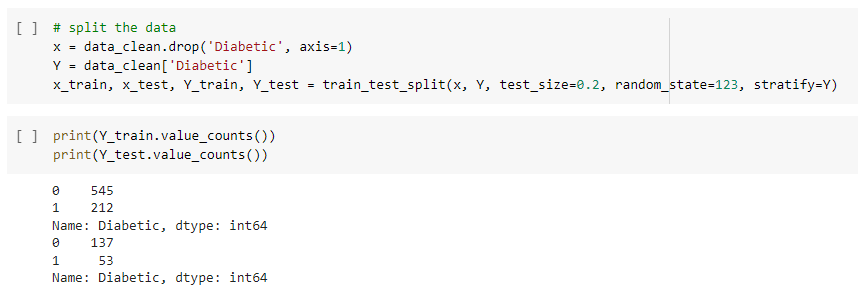 [ ] # split the data
x = data_clean.drop('Diabetic', axis=1)
Y = data_clean['Diabetic']
x_train, x_test, Y_train, Y_test = train_test_split(x, Y, test_size=0.2, random_state=123, stratify=Y)
[ ] print(Y_train.value_counts())
print(Y_test.value_counts())
0    545
1    212
Name: Diabetic, dtype: int64
0    137
1     53
Name: Diabetic, dtype: int64